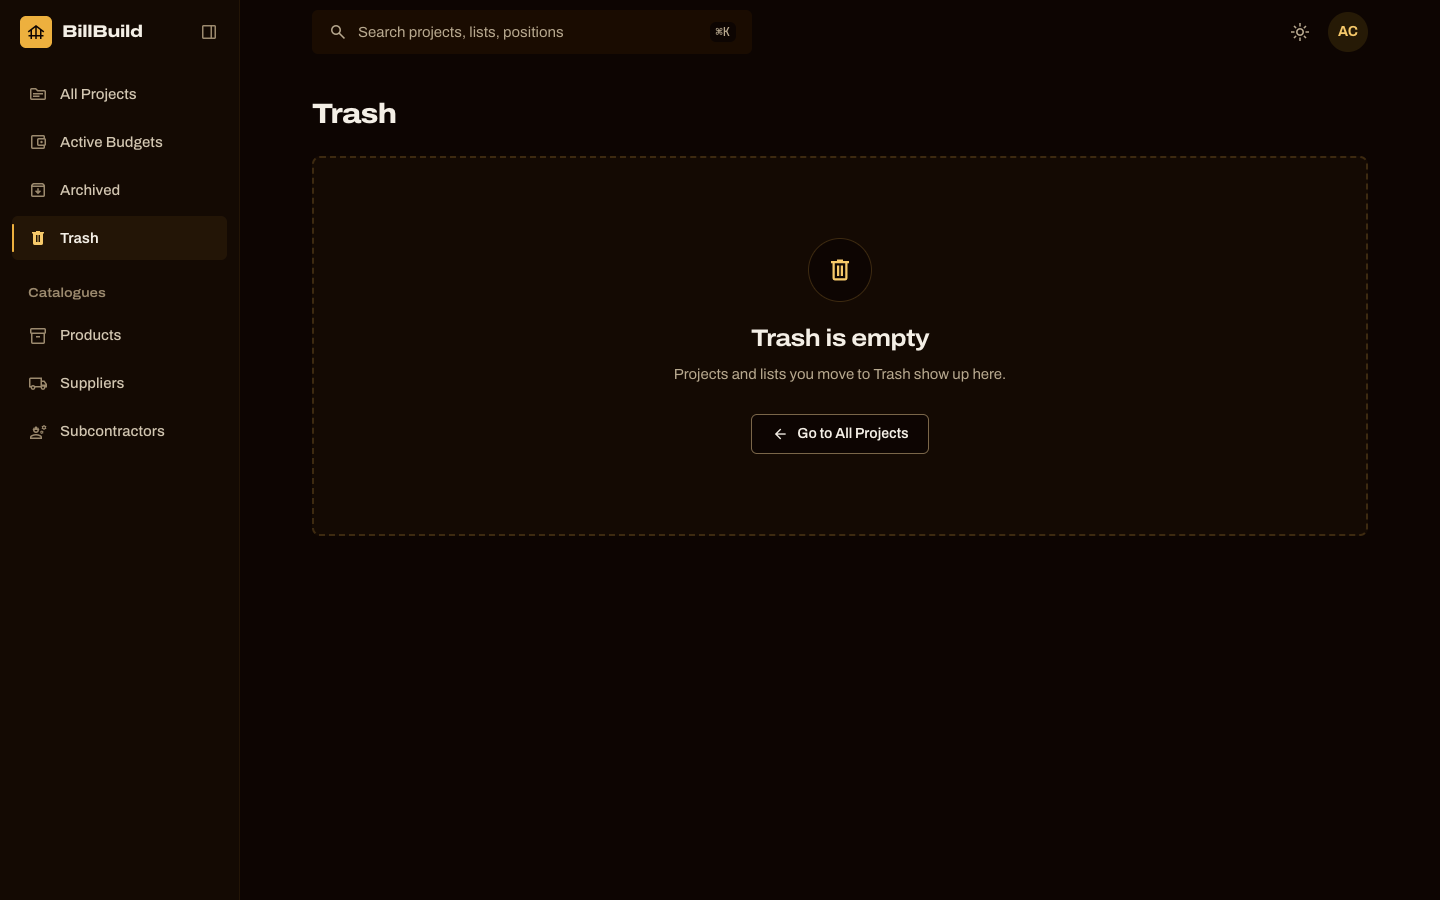 BillBuild
Search projects, lists, positions
⌘K
AC
All Projects
Active Budgets
Archived
Trash
Catalogues
Products
Suppliers
Subcontractors
Trash
Trash is empty
Projects and lists you move to Trash show up here.
Go to All Projects